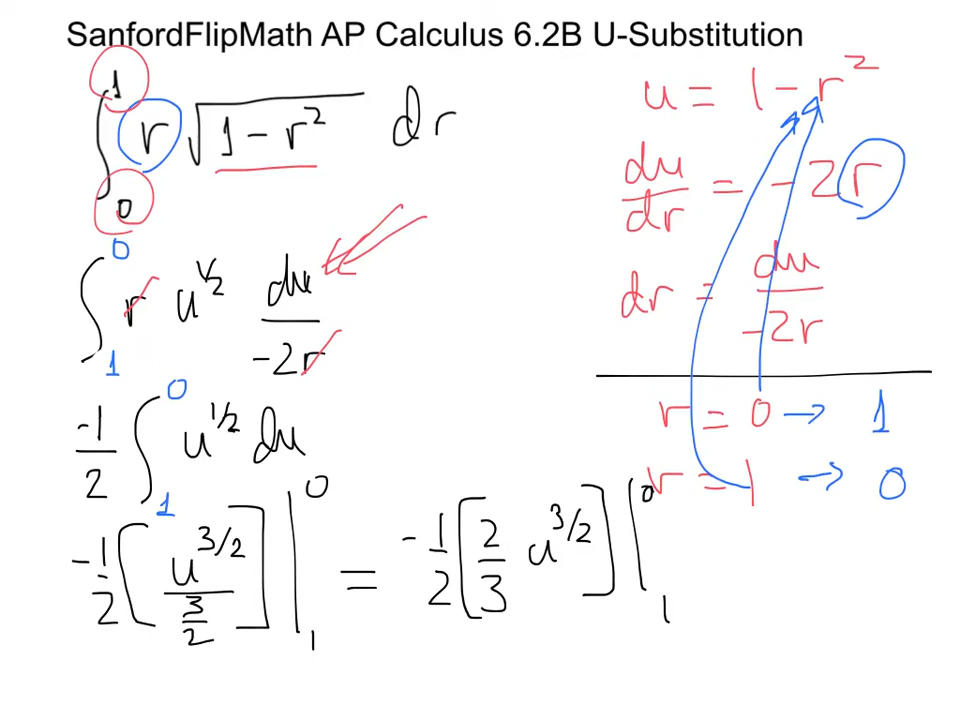 SanfordFlipMath AP Calculus 6.2B U-Substitution
∫₀¹ r √(1 - r²) dr
∫₁⁰ r u^(1/2) du/(-2r)
-1/2 ∫₁⁰ u^(1/2) du
-1/2 [u^(3/2)/(3/2)] |₁⁰ = -1/2 [2/3 u^(3/2)] |₁⁰
u = 1 - r²
du/dr = -2r
dr = du/(-2r)
r = 0 → 1
r = 1 → 0